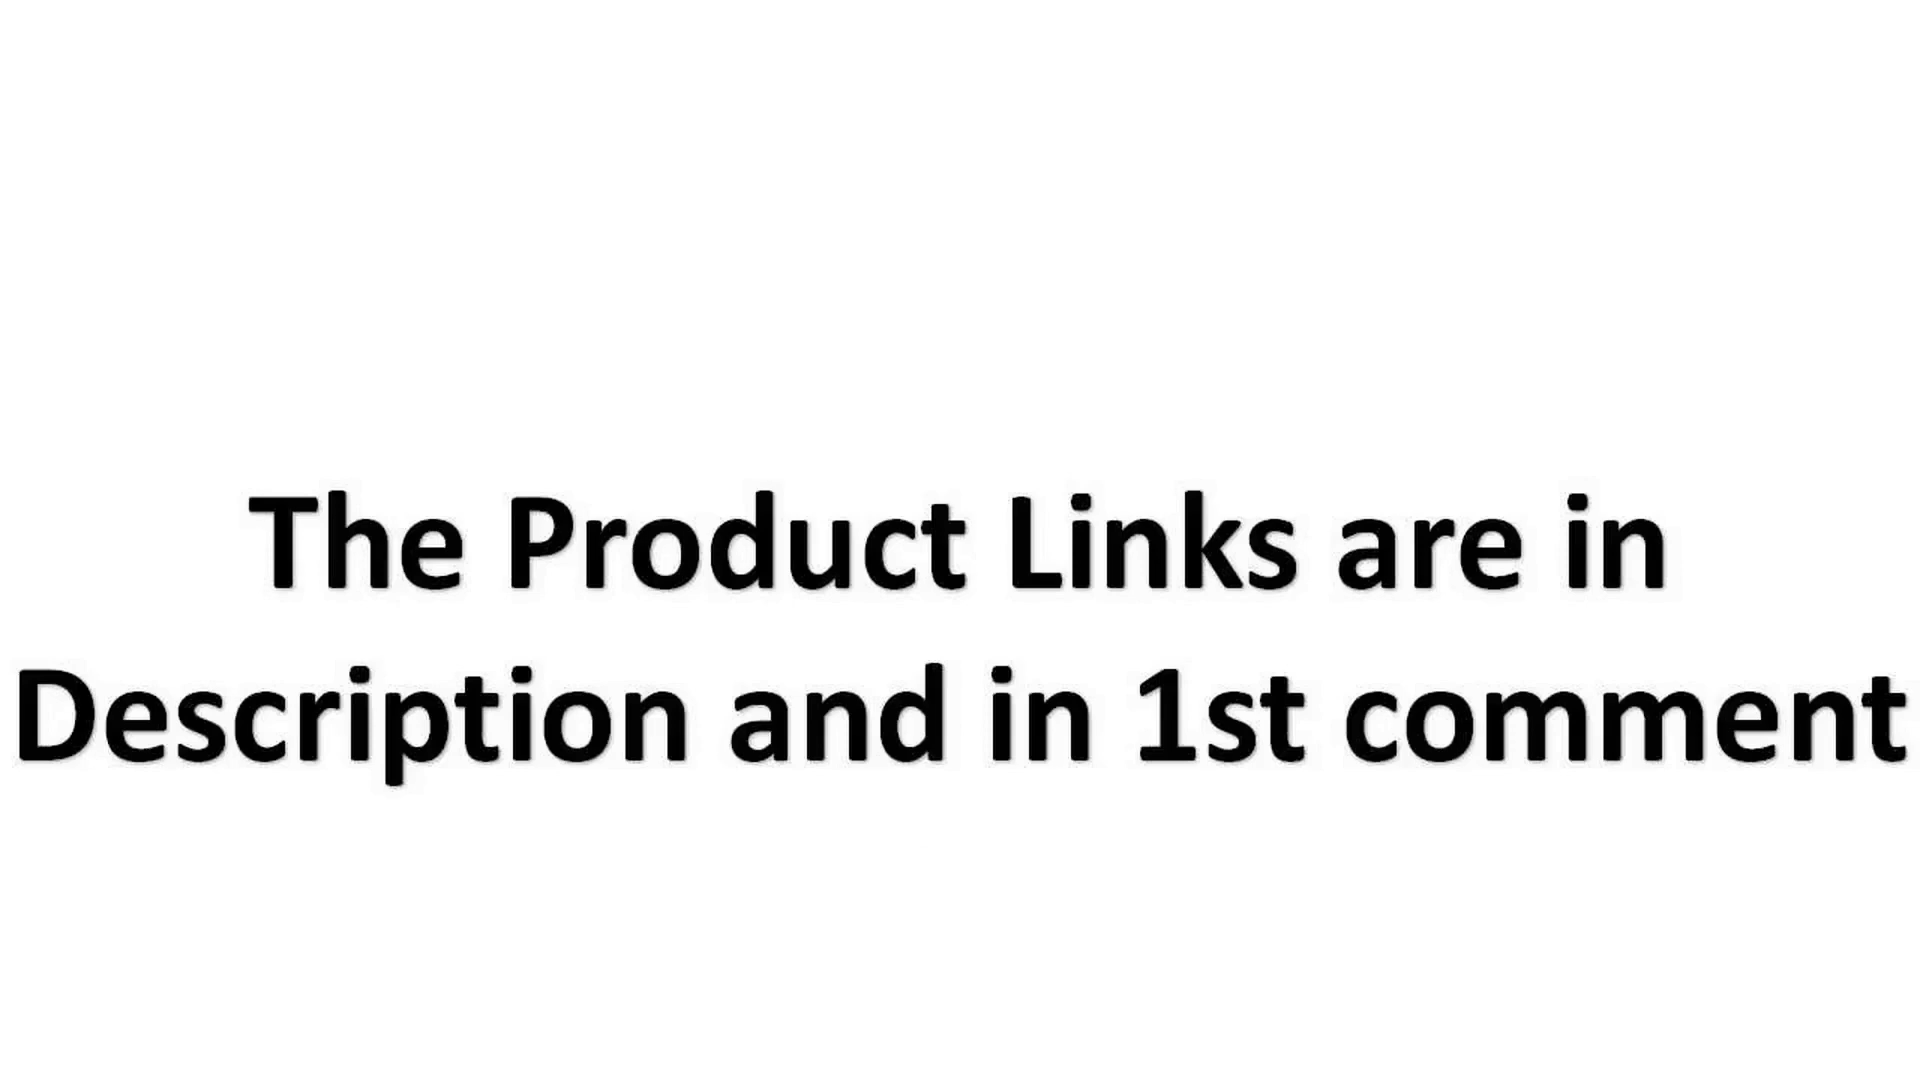 The Product Links are in
Description and in 1st comment